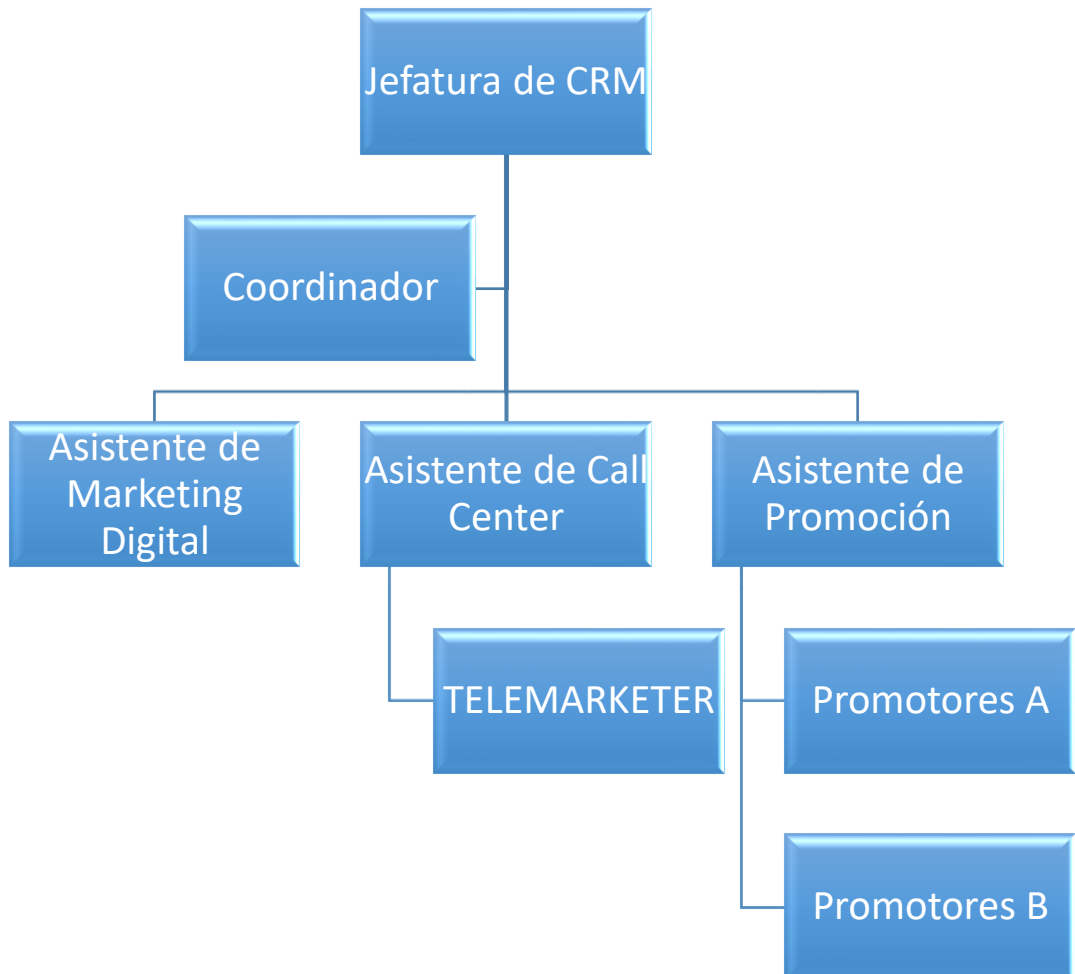 Jefatura de CRM
Coordinador
Asistente de
Marketing
Digital
Asistente de Call
Center
Asistente de
Promoción
TELEMARKETER
Promotores A
Promotores B